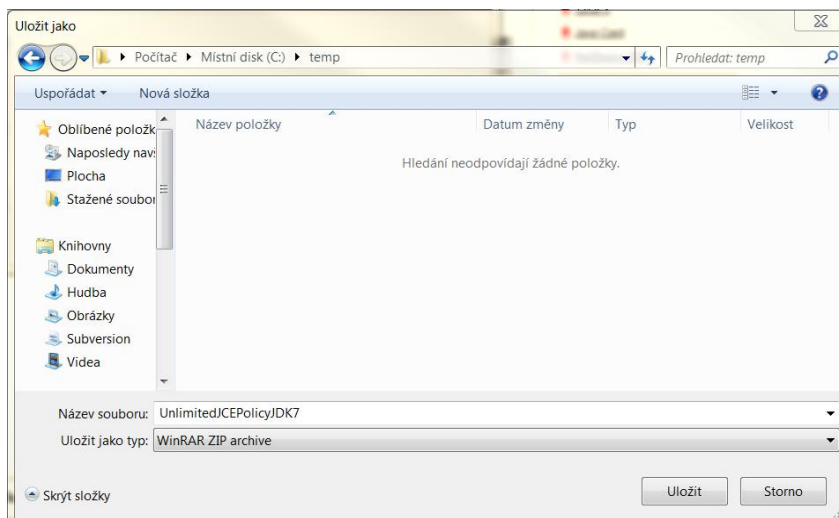 Uložit jako
Počítač ▸ Místní disk (C:) ▸ temp
Prohledat: temp
Uspořádat
Nová složka
Název položky
Datum změny
Typ
Velikost
Hledání neodpovídají žádné položky.
Oblíbené položk
Naposledy nav
Plocha
Stažené soubor
Knihovny
Dokumenty
Hudba
Obrázky
Subversion
Videa
Název souboru: UnlimitedJCEPolicyJDK7
Uložit jako typ: WinRAR ZIP archive
Skrýt složky
Uložit
Storno